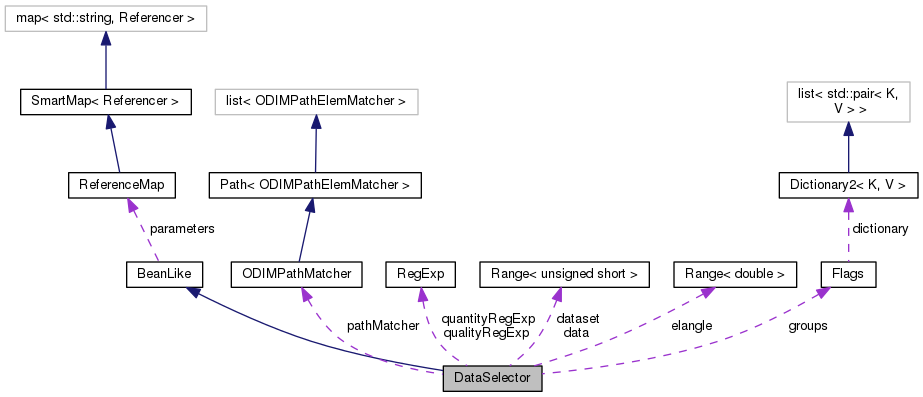 map< std::string, Referencer >
SmartMap< Referencer >
list< ODIMPathElemMatcher >
list< std::pair< K,
V > >
ReferenceMap
Path< ODIMPathElemMatcher >
Dictionary2< K, V >
parameters
dictionary
BeanLike
ODIMPathMatcher
RegExp
Range< unsigned short >
Range< double >
Flags
pathMatcher
quantityRegExp
qualityRegExp
dataset
data
elangle
groups
DataSelector